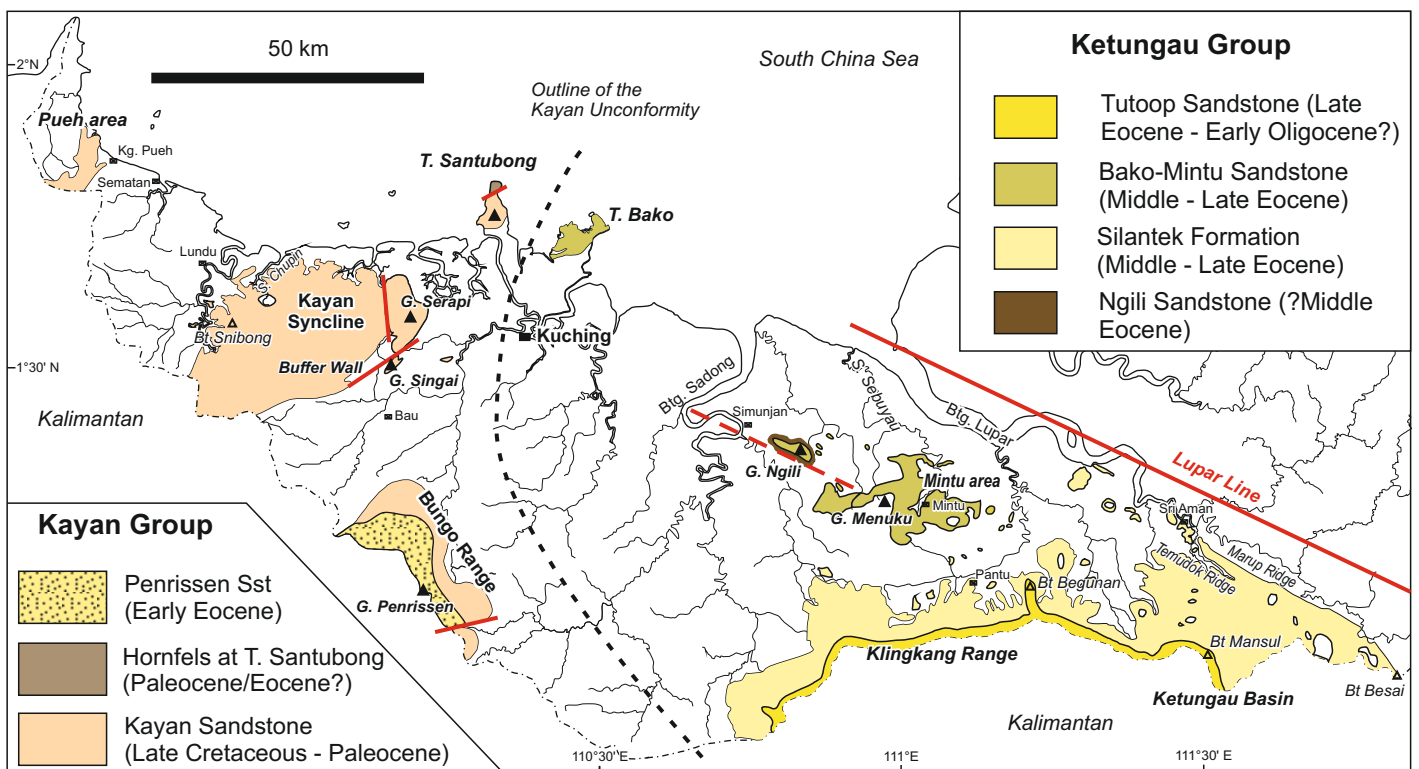 2°N
50 km
South China Sea
Outline of the
Kayan Unconformity
Ketungau Group
Tutoop Sandstone (Late
Eocene - Early Oligocene?)
Bako-Mintu Sandstone
(Middle - Late Eocene)
Silantek Formation
(Middle - Late Eocene)
Ngili Sandstone (?Middle
Eocene)
Pueh area
Kg. Pueh
Sematan
T. Santubong
T. Bako
Lundu
S. Chupin
Kayan
Syncline
G. Serapi
Bt Snibong
Kuching
Buffer Wall
G. Singai
1°30' N
Kalimantan
Bau
Btg. Sadong
Simunjan
S. Sebuyau
Btg. Lupar
Lupar Line
G. Ngili
Mintu area
G. Menuku
Mintu
Sri Aman
Temudok Ridge
Marup Ridge
Pantu
Bt Begunan
Bungo Range
G. Penrissen
Klingkang Range
Bt Mansul
Bt Besai
Ketungau Basin
Kalimantan
Kayan Group
Penrissen Sst
(Early Eocene)
Hornfels at T. Santubong
(Paleocene/Eocene?)
Kayan Sandstone
(Late Cretaceous - Paleocene)
110°30' E
111°E
111°30' E